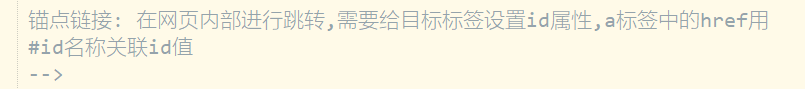 锚点链接: 在网页内部进行跳转,需要给目标标签设置id属性,a标签中的href用
#id名称关联id值
-->